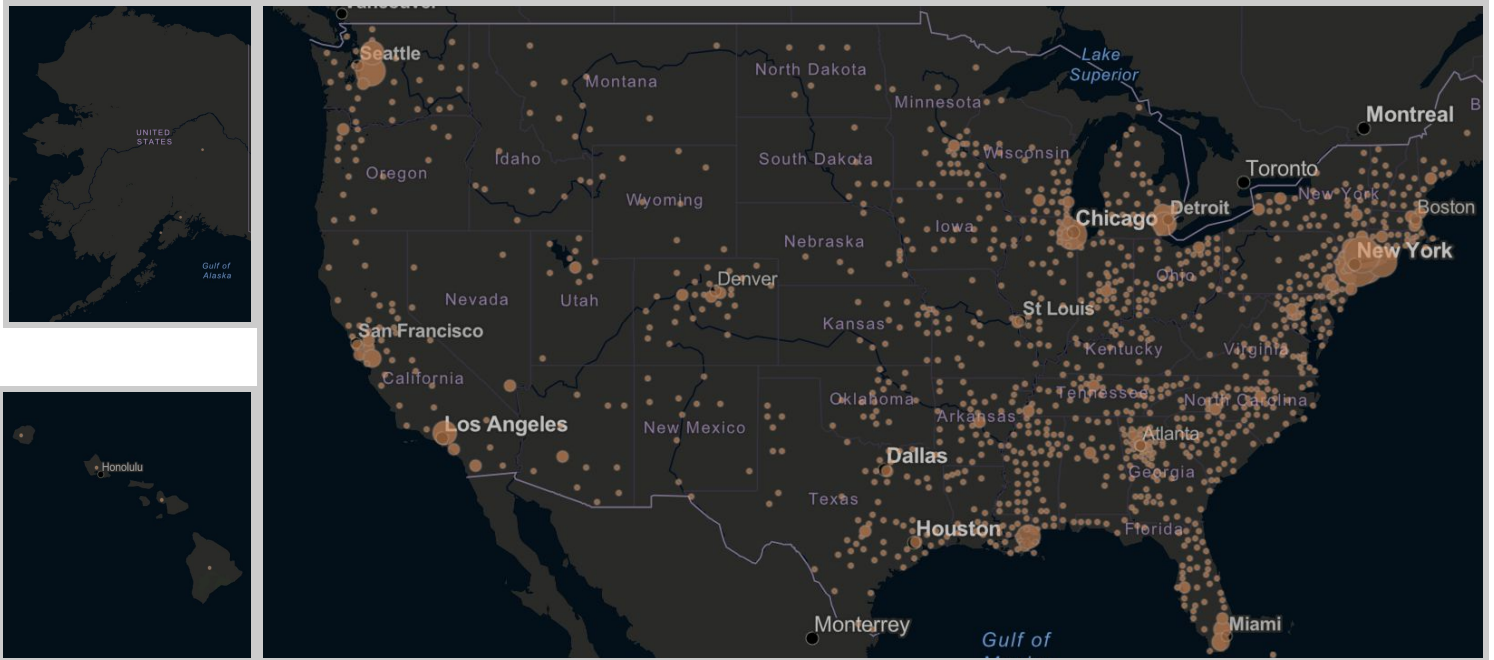 UNITED
STATES
Gulf of
Alaska
Honolulu
Vancouver
Seattle
Lake
Superior
Montana
North Dakota
Minnesota
Montreal
B
Oregon
Idaho
South Dakota
Wisconsin
Toronto
Wyoming
New York
Chicago
Detroit
Boston
Iowa
Nebraska
New York
Denver
Ohio
Nevada
Utah
St Louis
San Francisco
Kansas
Kentucky
Virginia
California
Oklahoma
Tennessee
North Carolina
Arkansas
Los Angeles
New Mexico
Atlanta
Dallas
Georgia
Texas
Houston
Florida
Monterrey
Miami
Gulf of